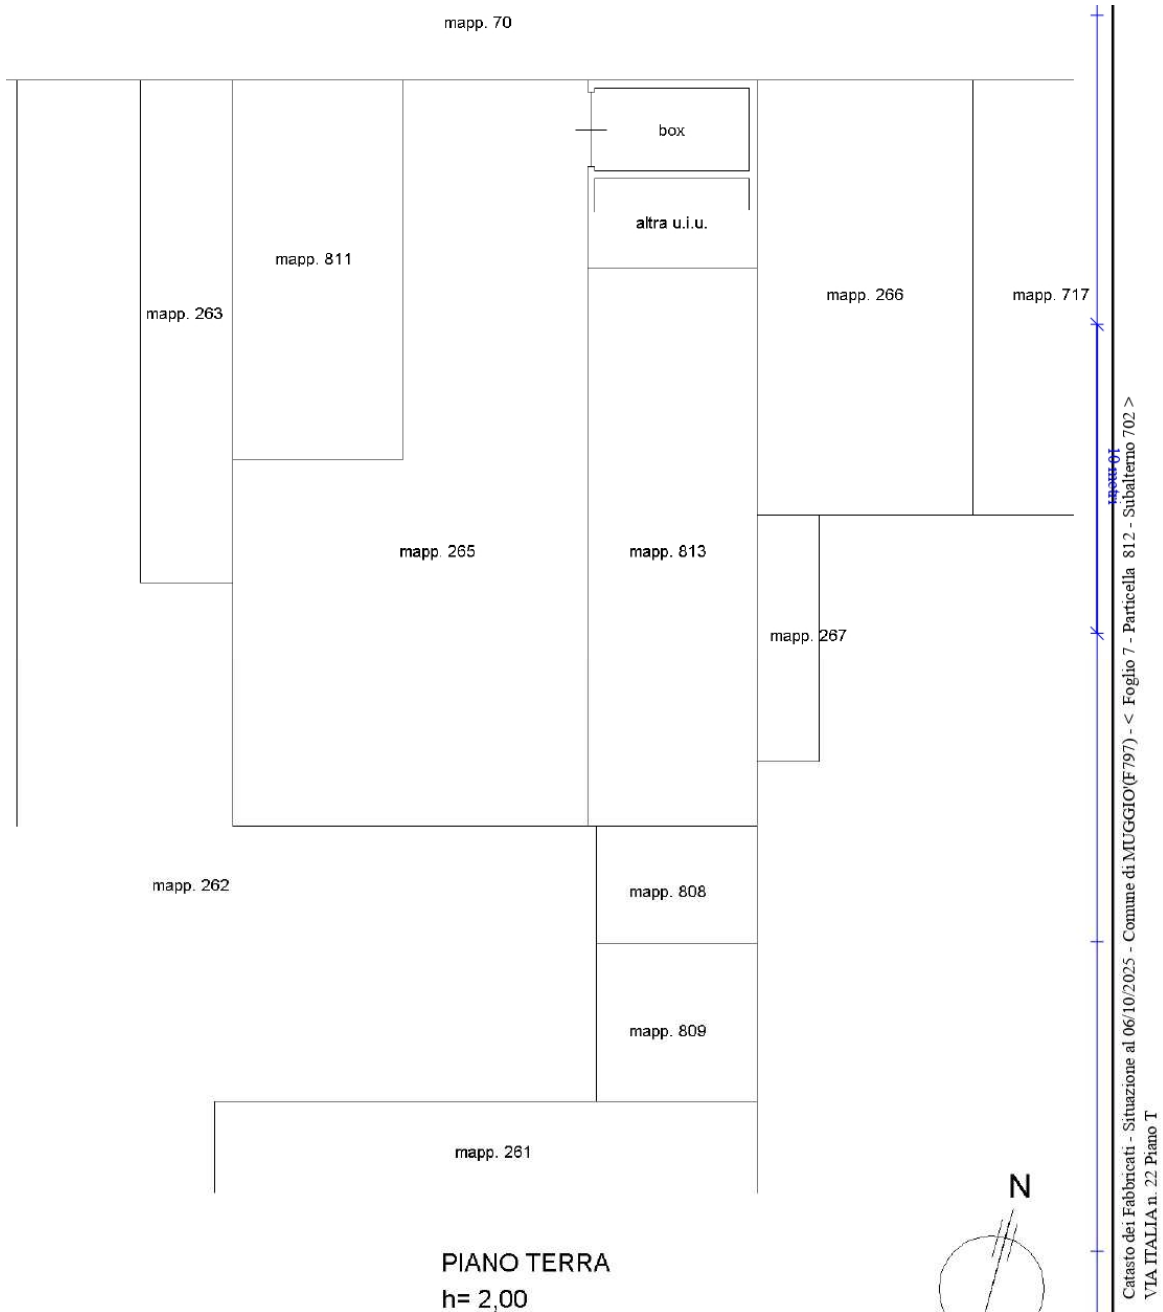 mapp. 70
box
altra u.i.u.
mapp. 811
mapp. 266
mapp. 717
mapp. 263
mapp. 265
mapp. 813
mapp. 267
mapp. 262
mapp. 808
mapp. 809
mapp. 261
N
PIANO TERRA
h= 2,00
10 metri
Catasto dei Fabbricati - Situazione al 06/10/2025 - Comune di MUGGIO'(F797) - < Foglio 7 - Particella 812 - Subalterno 702 >
VIA ITALIA n. 22 Piano T